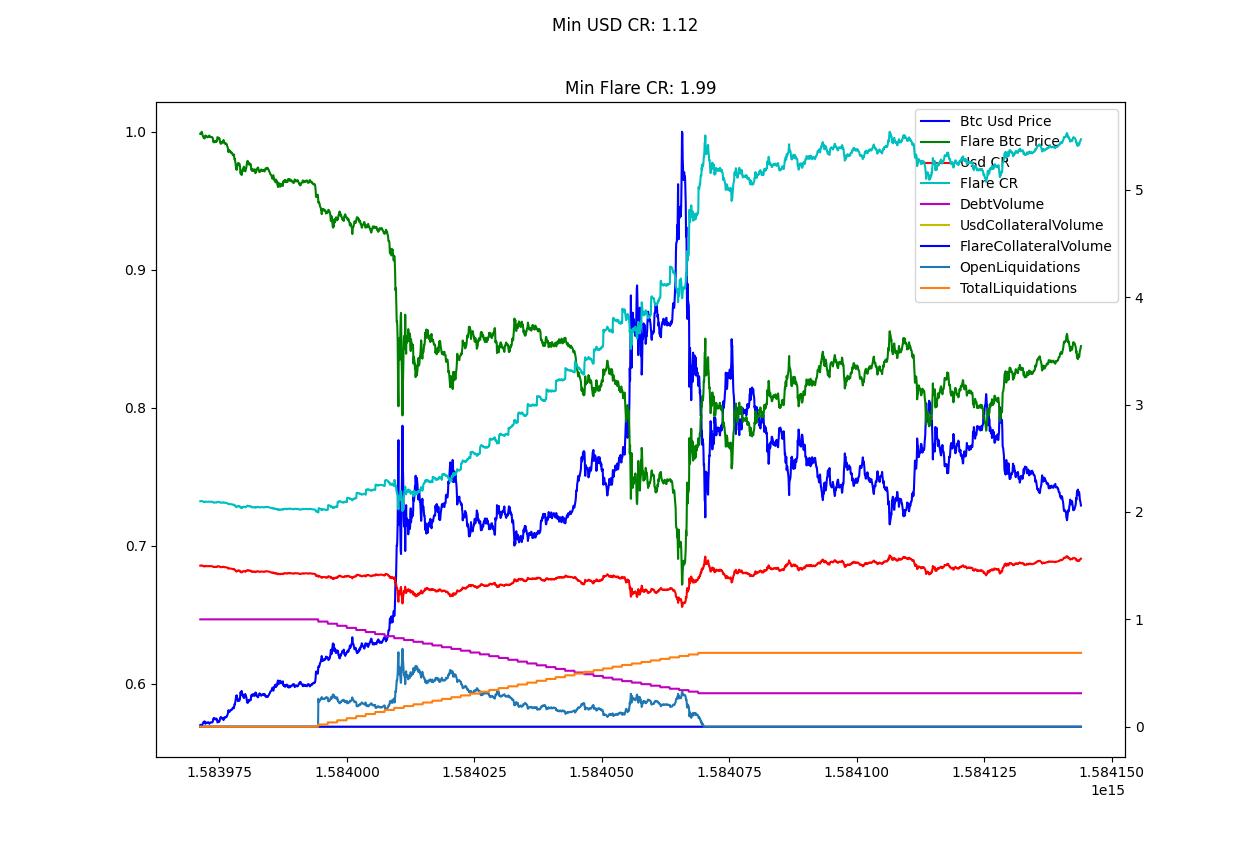 Min USD CR: 1.12
Min Flare CR: 1.99
Btc Usd Price
Flare Btc Price
Usd CR
Flare CR
DebtVolume
UsdCollateralVolume
FlareCollateralVolume
OpenLiquidations
TotalLiquidations
1.0
0.9
0.8
0.7
0.6
5
4
3
2
1
0
1.583975
1.584000
1.584025
1.584050
1.584075
1.584100
1.584125
1.584150
1e15